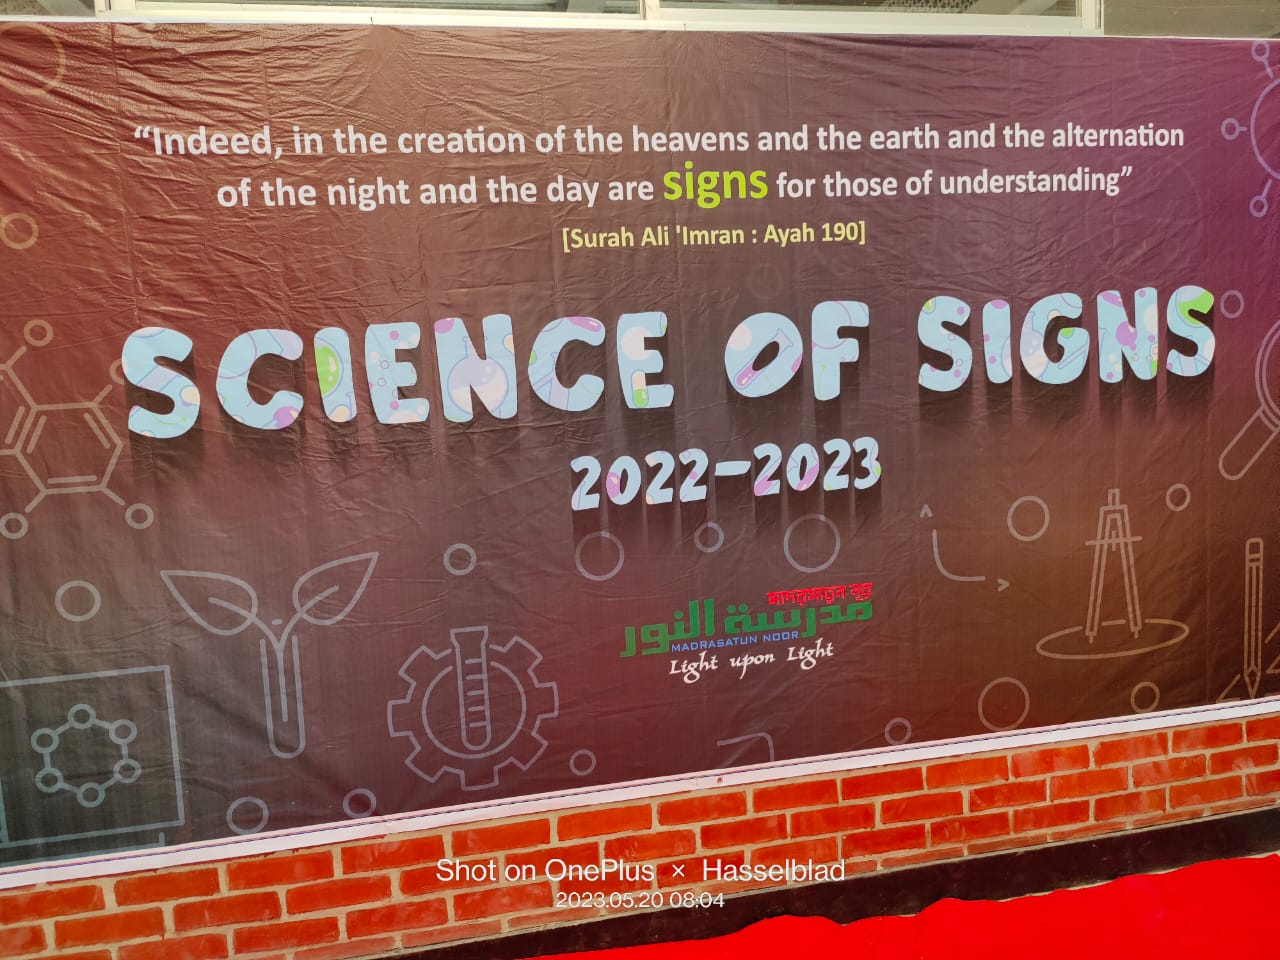 “Indeed, in the creation of the heavens and the earth and the alternation
of the night and the day are signs for those of understanding”
[Surah Ali 'Imran : Ayah 190]
SCIENCE OF SIGNS
2022-2023
মাদরাসাতুন নূর
مدرسة النور
MADRASATUN NOOR
Light upon Light
Shot on OnePlus × Hasselblad
2023.05.20 08:04